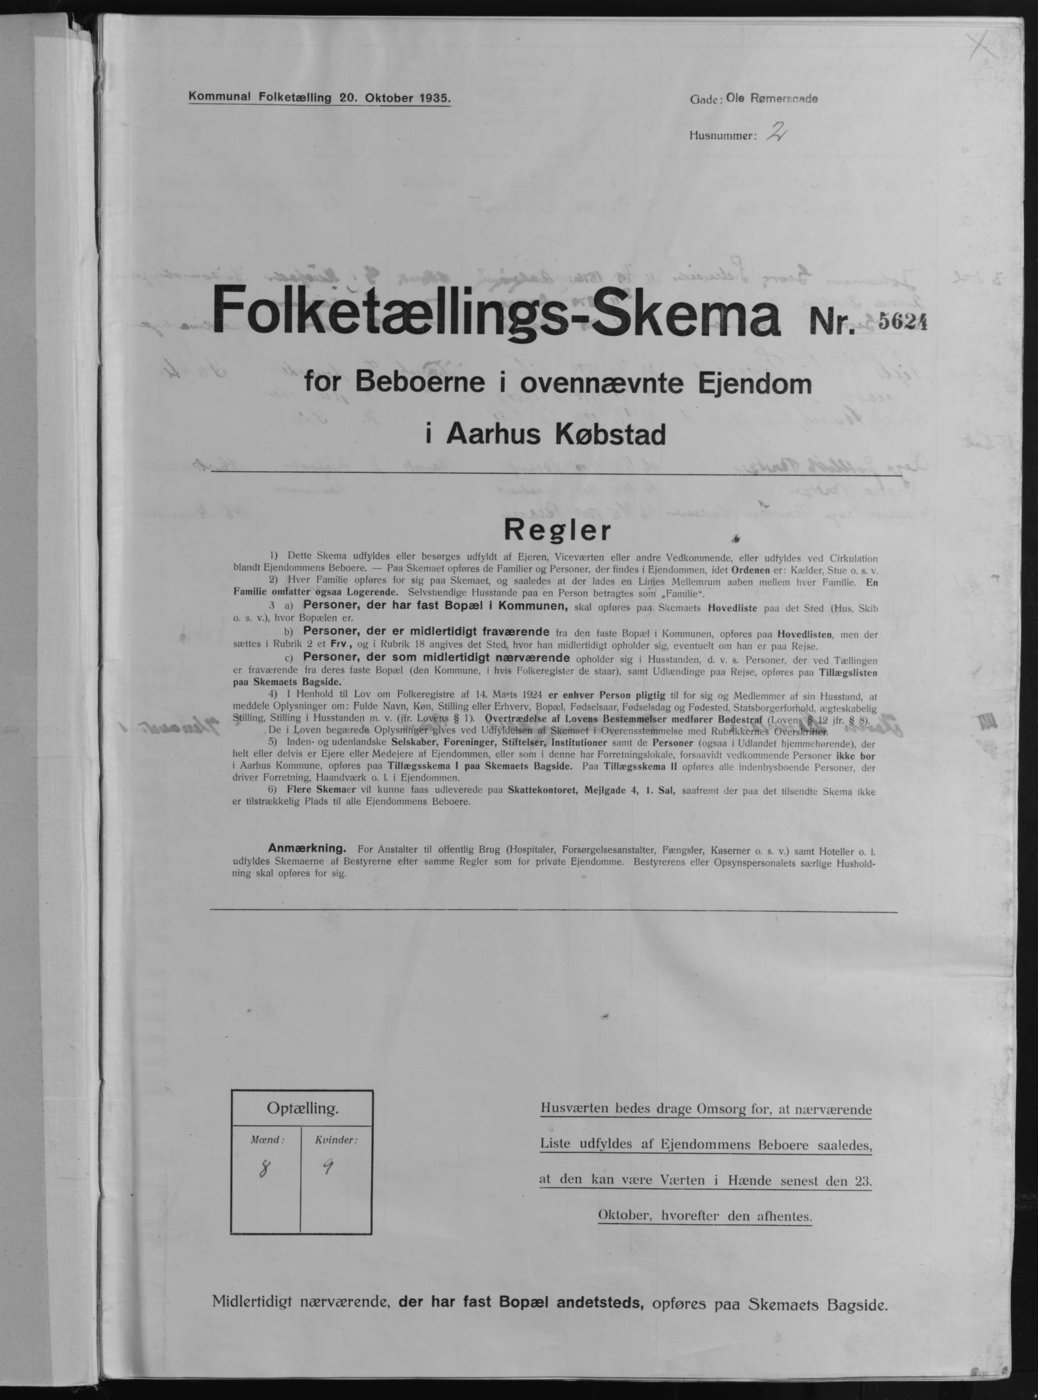 Kommunal Folketælling 20. Oktober 1935.
Gade: Ole Rømersgade
Husnummer: 2
Folketællings-Skema Nr. 5624
for Beboerne i ovennævnte Ejendom
i Aarhus Købstad
Regler
1) Dette Skema udfyldes eller besørges udfyldt af Ejeren, Viceværten eller andre Vedkommende, eller udfyldes ved Cirkulation
blandt Ejendommens Beboere. — Paa Skemaet opføres de Familier og Personer, der findes i Ejendommen, idet Ordenen er: Kælder, Stue o. s. v.
2) Hver Familie opføres for sig paa Skemaet, og saaledes at der lades en Linjes Mellemrum aaben mellem hver Familie. En
Familie omfatter ogsaa Logerende. Selvstændige Husstande paa en Person betragtes som „Familie".
3 a) Personer, der har fast Bopæl i Kommunen, skal opføres paa Skemaets Hovedliste paa det Sted (Hus, Skib
o. s. v.), hvor Bopælen er.
b) Personer, der er midlertidigt fraværende fra den faste Bopæl i Kommunen, opføres paa Hovedlisten, men der
sættes i Rubrik 2 et Frv., og i Rubrik 18 angives det Sted, hvor han midlertidigt opholder sig, eventuelt om han er paa Rejse.
c) Personer, der som midlertidigt nærværende opholder sig i Husstanden, d. v. s. Personer, der ved Tællingen
er fraværende fra deres faste Bopæl (den Kommune, i hvis Folkeregister de staar), samt Udlændinge paa Rejse, opføres paa Tillægslisten
paa Skemaets Bagside.
4) I Henhold til Lov om Folkeregistre af 14. Marts 1924 er enhver Person pligtig til for sig og Medlemmer af sin Husstand, at
meddele Oplysninger om: Fulde Navn, Køn, Stilling eller Erhverv, Bopæl, Fødselsaar, Fødselsdag og Fødested, Statsborgerforhold, ægteskabelig
Stilling, Stilling i Husstanden m. v. (jfr. Lovens § 1). Overtrædelse af Lovens Bestemmelser medfører Bødestraf (Lovens § 12 jfr. § 8).
De i Loven begærede Oplysninger gives ved Udfyldelsen af Skemaet i Overensstemmelse med Rubrikkernes Overskrifter.
5) Inden- og udenlandske Selskaber, Foreninger, Stiftelser, Institutioner samt de Personer (ogsaa i Udlandet hjemmehørende), der
helt eller delvis er Ejere eller Medejere af Ejendommen, eller som i denne har Forretningslokale, forsaavidt vedkommende Personer ikke bor
i Aarhus Kommune, opføres paa Tillægsskema I paa Skemaets Bagside. Paa Tillægsskema II opføres alle indenbysboende Personer, der
driver Forretning, Haandværk o. l. i Ejendommen.
6) Flere Skemaer vil kunne faas udleverede paa Skattekontoret, Mejlgade 4, 1. Sal, saafremt der paa det tilsendte Skema ikke
er tilstrækkelig Plads til alle Ejendommens Beboere.
Anmærkning. For Anstalter til offentlig Brug (Hospitaler, Forsørgelsesanstalter, Fængsler, Kaserner o. s. v.) samt Hoteller o. l.
udfyldes Skemaerne af Bestyrerne efter samme Regler som for private Ejendomme. Bestyrerens eller Opsynspersonalets særlige Hushold-
ning skal opføres for sig.
Optælling.
Mænd: Kvinder:
8 9
Husværten bedes drage Omsorg for, at nærværende
Liste udfyldes af Ejendommens Beboere saaledes,
at den kan være Værten i Hænde senest den 23.
Oktober, hvorefter den afhentes.
Midlertidigt nærværende, der har fast Bopæl andetsteds, opføres paa Skemaets Bagside.